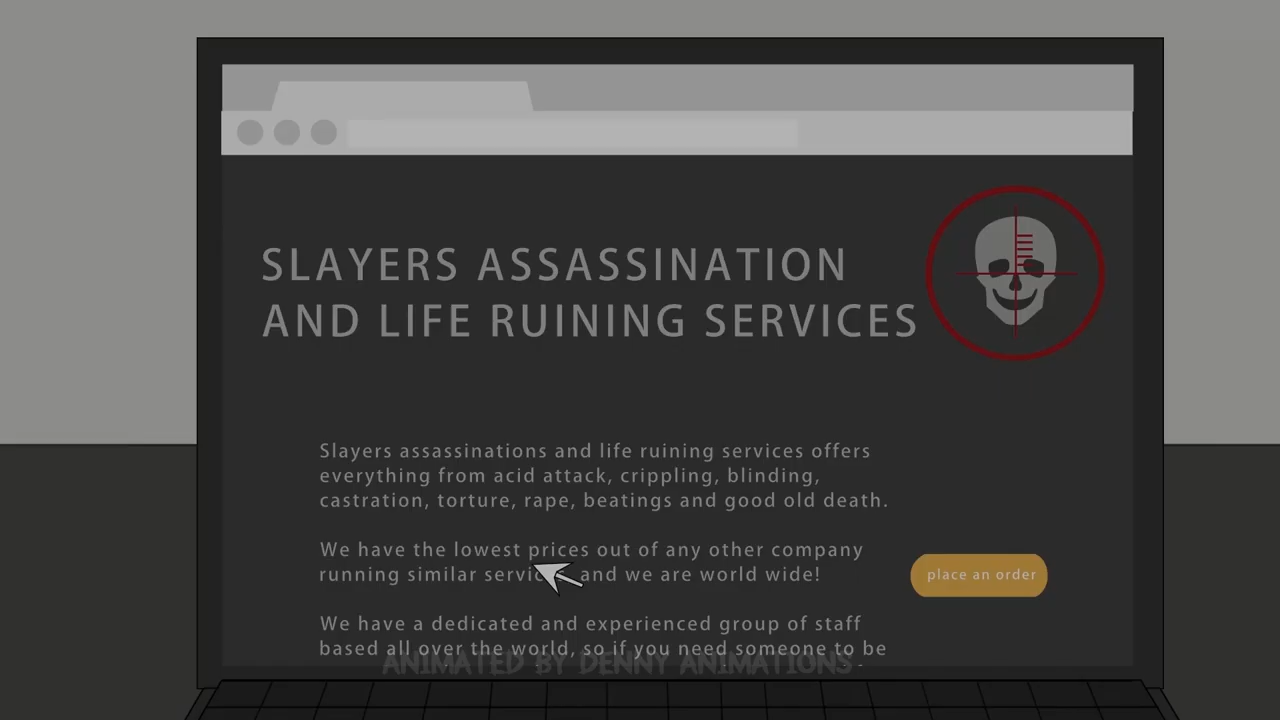 SLAYERS ASSASSINATION
AND LIFE RUINING SERVICES
Slayers assassinations and life ruining services offers
everything from acid attack, crippling, blinding,
castration, torture, rape, beatings and good old death.
We have the lowest prices out of any other company
running similar services, and we are world wide!
place an order
We have a dedicated and experienced group of staff
based all over the world, so if you need someone to be
ANIMATED BY DENNY ANIMATIONS